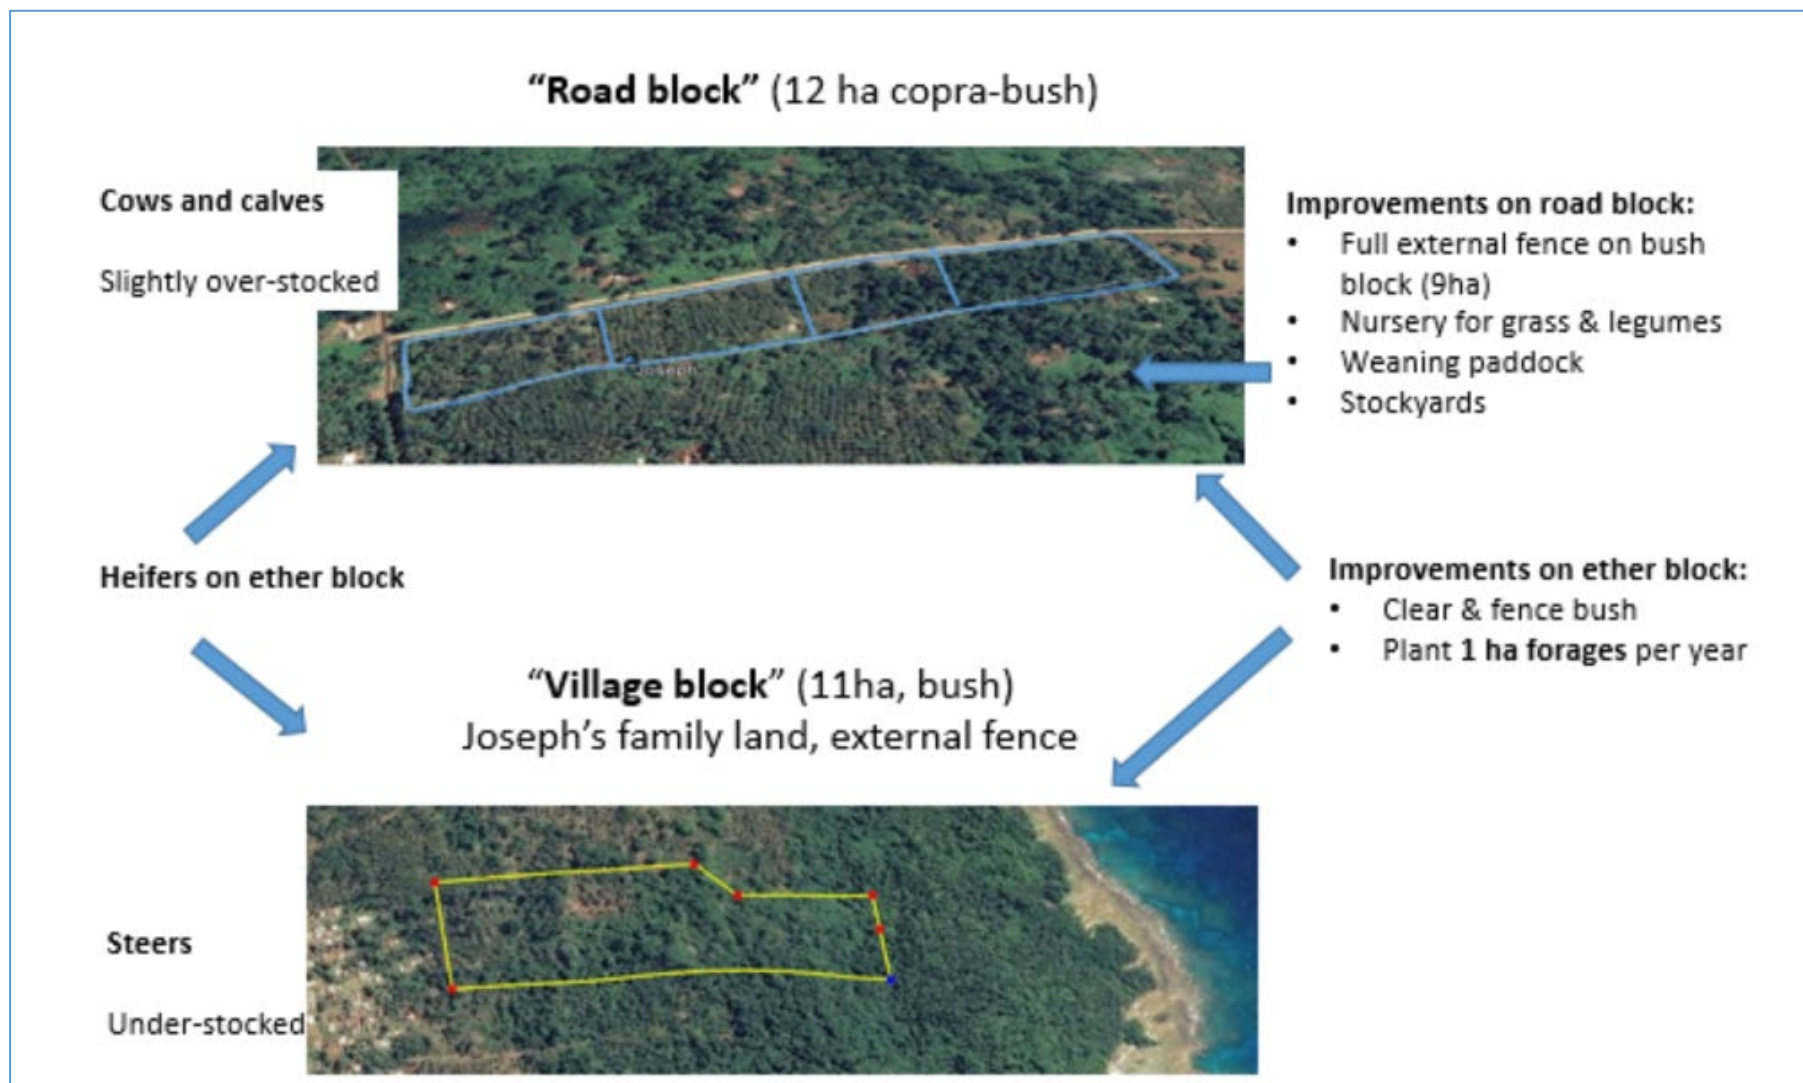 “Road block” (12 ha copra-bush)
Cows and calves
Slightly over-stocked
Joseph
Improvements on road block:
• Full external fence on bush
block (9ha)
• Nursery for grass & legumes
• Weaning paddock
• Stockyards
Heifers on ether block
Improvements on ether block:
• Clear & fence bush
• Plant 1 ha forages per year
“Village block” (11ha, bush)
Joseph’s family land, external fence
Steers
Under-stocked